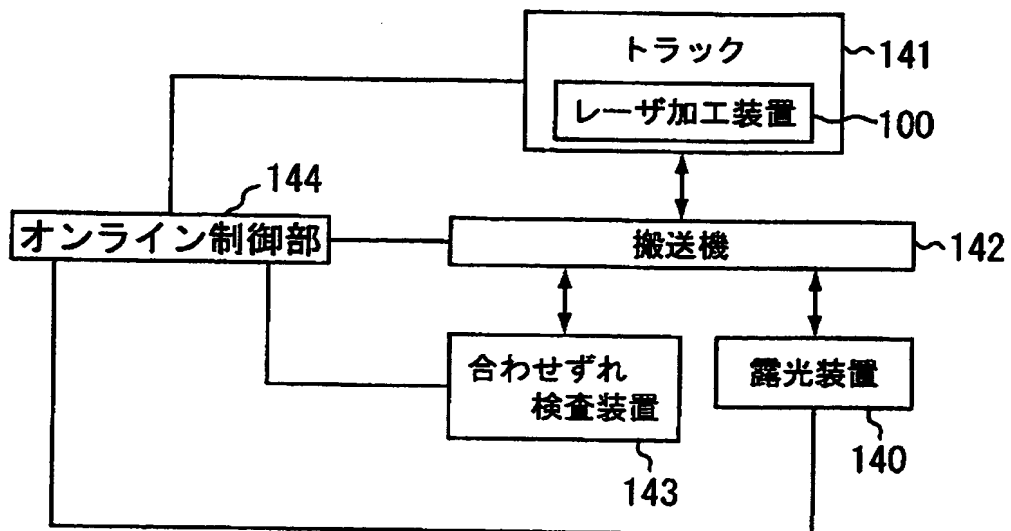 トラック
141
レーザ加工装置
100
144
オンライン制御部
搬送機
142
合わせずれ
検査装置
143
露光装置
140